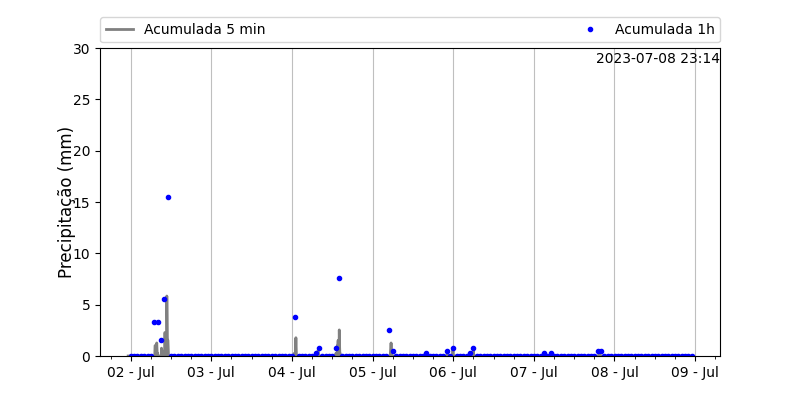 Acumulada 5 min
Acumulada 1h
2023-07-08 23:14
Precipitação (mm)
30
25
20
15
10
5
0
02 - Jul
03 - Jul
04 - Jul
05 - Jul
06 - Jul
07 - Jul
08 - Jul
09 - Jul